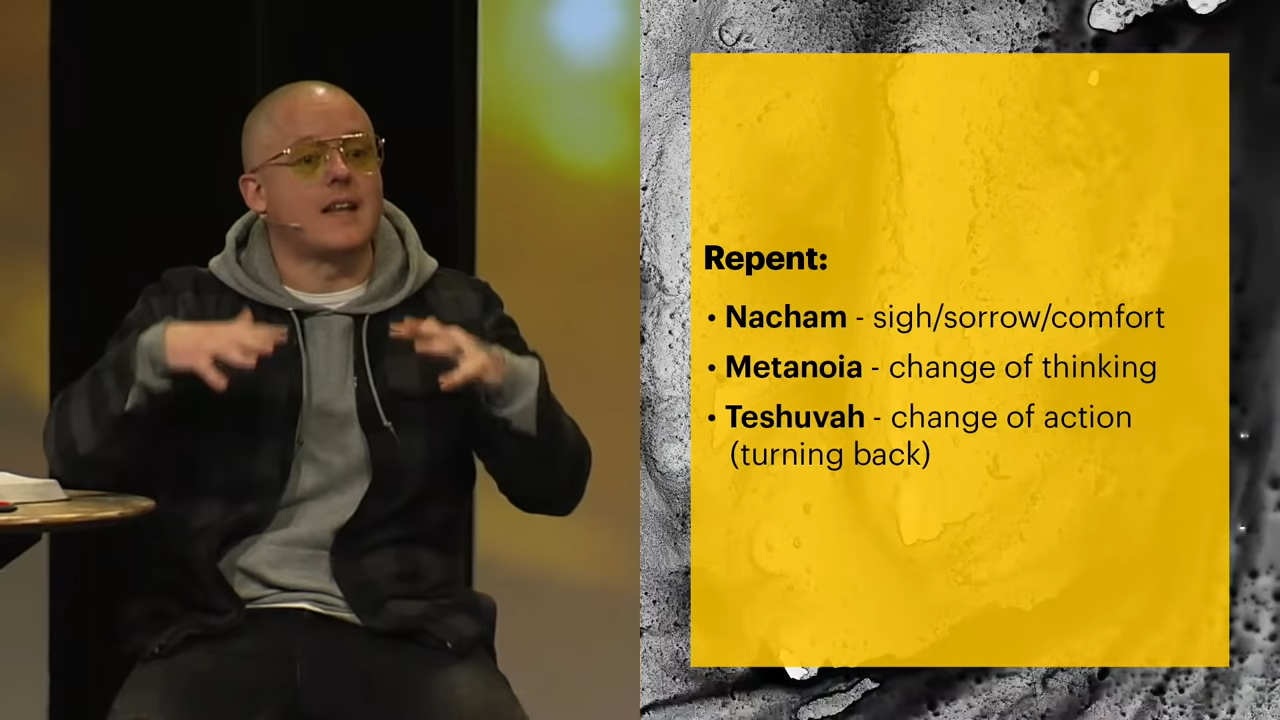 Repent:
• Nacham - sigh/sorrow/comfort
• Metanoia - change of thinking
• Teshuvah - change of action
(turning back)